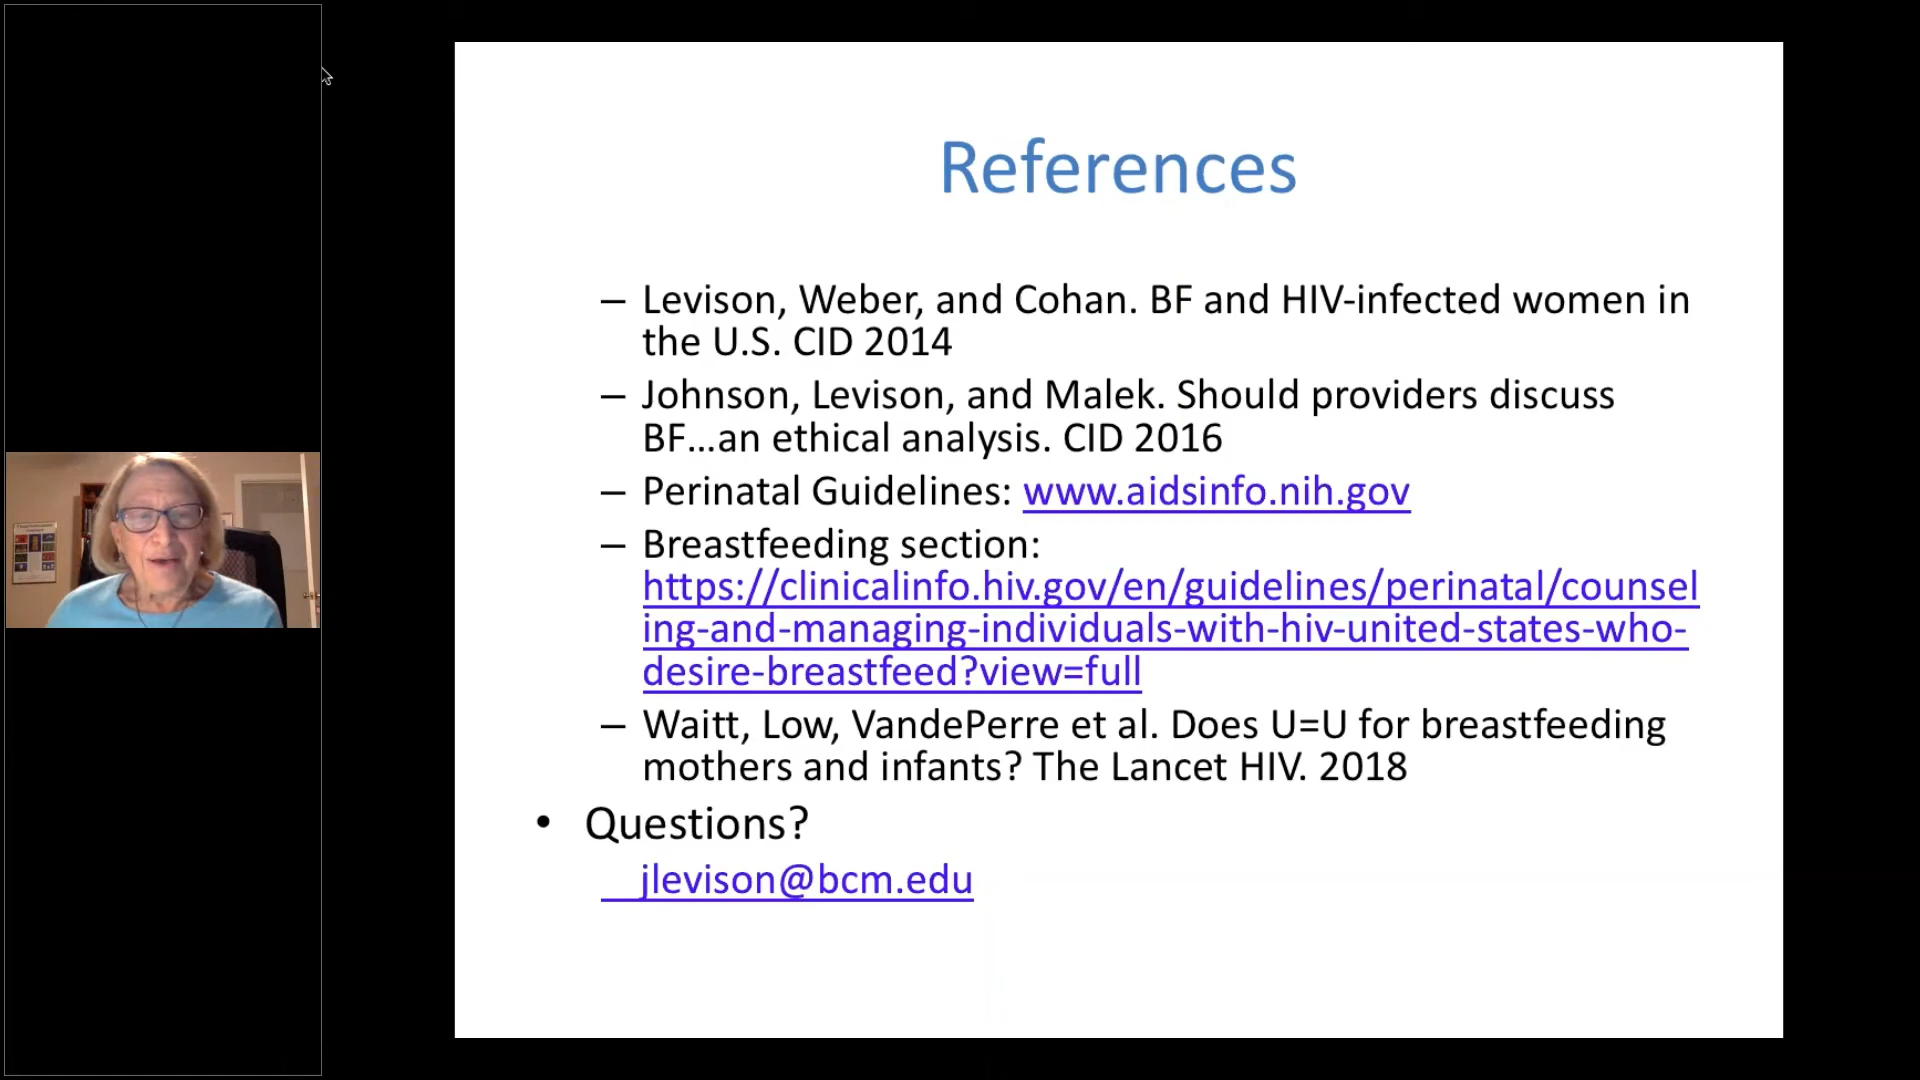 References
– Levison, Weber, and Cohan. BF and HIV-infected women in
the U.S. CID 2014
– Johnson, Levison, and Malek. Should providers discuss
BF...an ethical analysis. CID 2016
– Perinatal Guidelines: www.aidsinfo.nih.gov
– Breastfeeding section:
https://clinicalinfo.hiv.gov/en/guidelines/perinatal/counsel
ing-and-managing-individuals-with-hiv-united-states-who-
desire-breastfeed?view=full
– Waitt, Low, VandePerre et al. Does U=U for breastfeeding
mothers and infants? The Lancet HIV. 2018
• Questions?
jlevison@bcm.edu